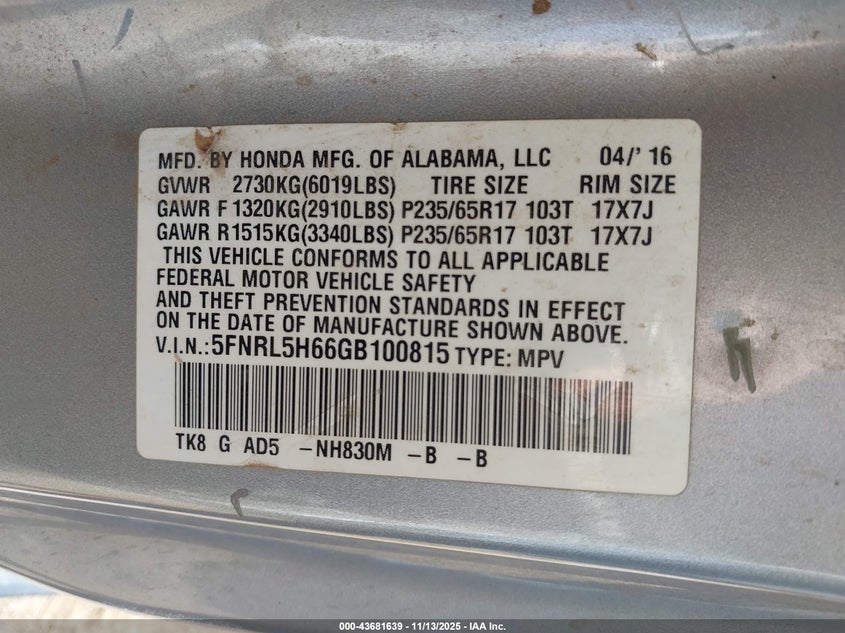 MFD. BY HONDA MFG. OF ALABAMA, LLC 04/' 16
GVWR 2730KG(6019LBS) TIRE SIZE RIM SIZE
GAWR F1320KG(2910LBS) P235/65R17 103T 17X7J
GAWR R1515KG(3340LBS) P235/65R17 103T 17X7J
THIS VEHICLE CONFORMS TO ALL APPLICABLE
FEDERAL MOTOR VEHICLE SAFETY
AND THEFT PREVENTION STANDARDS IN EFFECT
ON THE DATE OF MANUFACTURE SHOWN ABOVE.
V.I.N.:5FNRL5H66GB100815 TYPE: MPV
TK8 G AD5 -NH830M -B -B
000-43681639 - 11/13/2025 - IAA Inc.